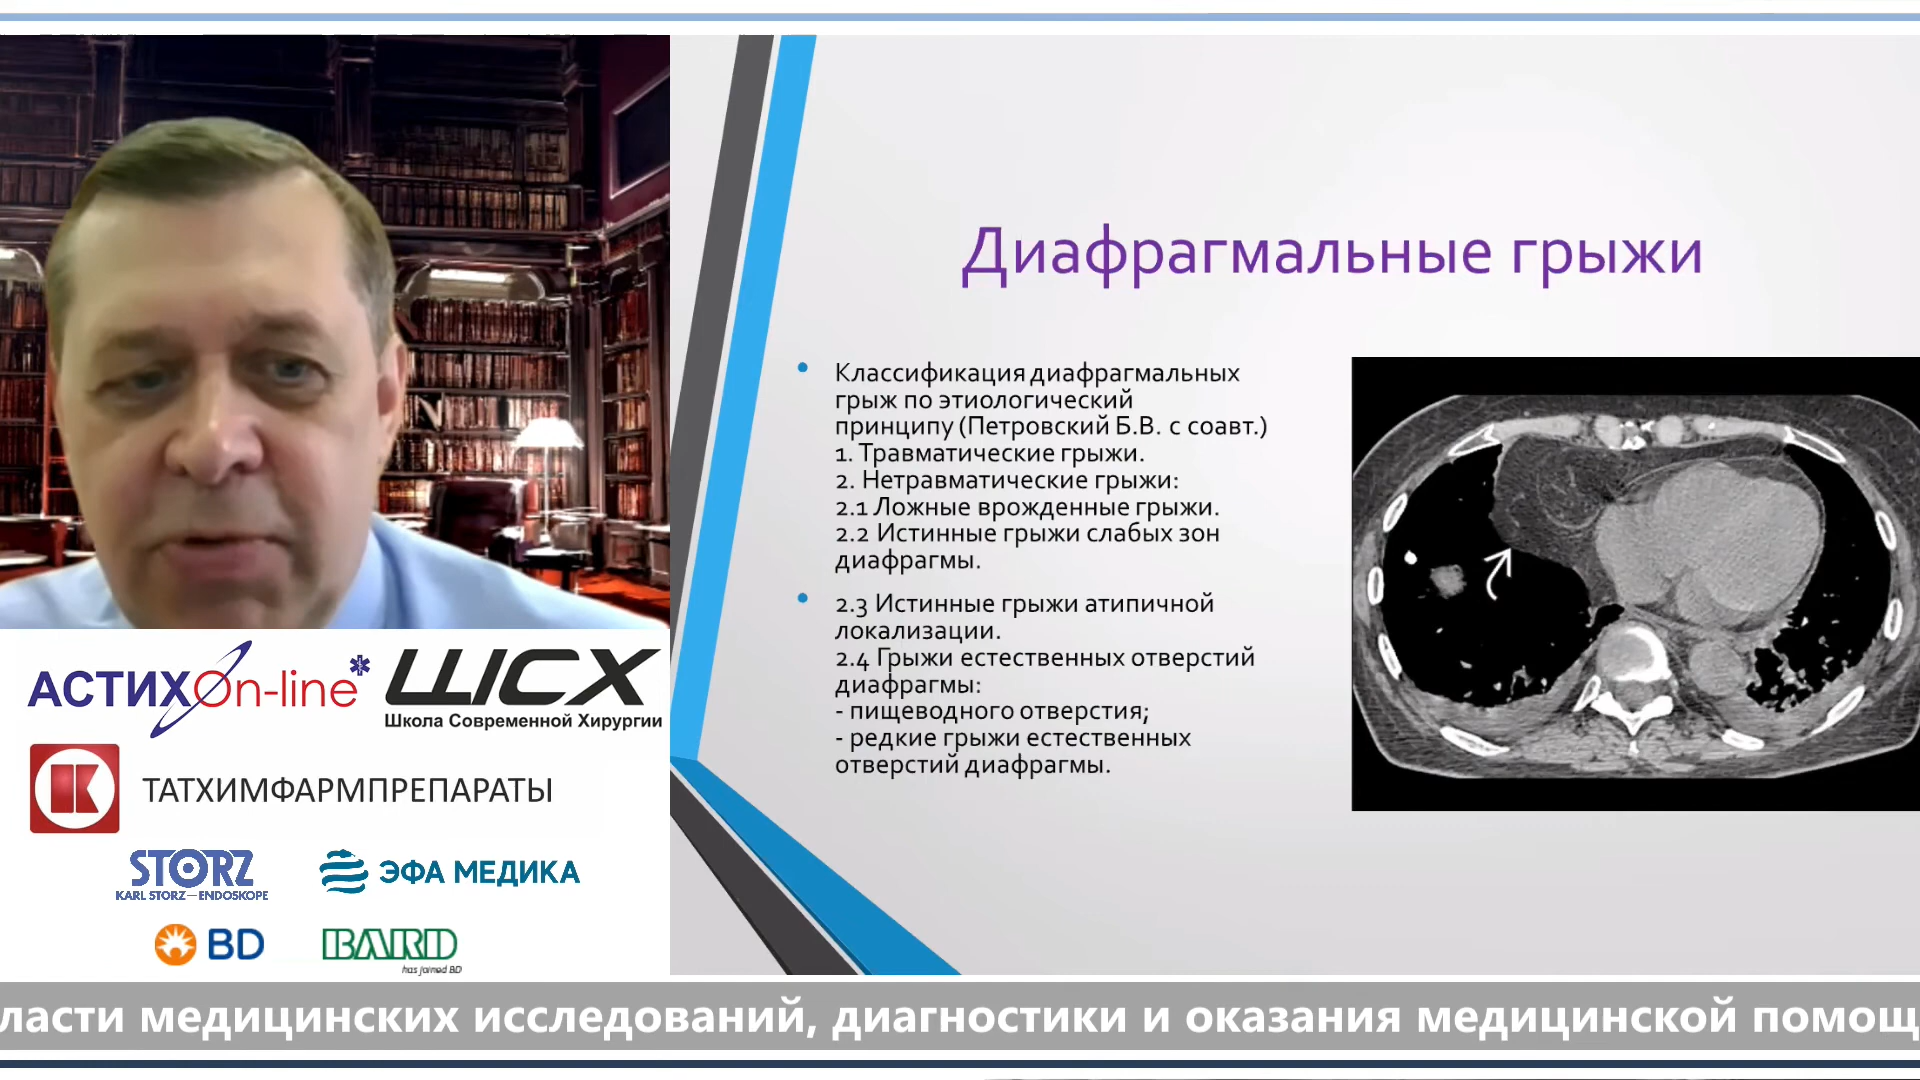 Диафрагмальные грыжи
Классификация диафрагмальных
грыж по этиологический
принципу (Петровский Б.В. с соавт.)
1. Травматические грыжи.
2. Нетравматические грыжи:
2.1 Ложные врожденные грыжи.
2.2 Истинные грыжи слабых зон
диафрагмы.
2.3 Истинные грыжи атипичной
локализации.
2.4 Грыжи естественных отверстий
диафрагмы:
- пищеводного отверстия;
- редкие грыжи естественных
отверстий диафрагмы.
АСТИХ On-line
ШСХ
Школа Современной Хирургии
ТАТХИМФАРМПРЕПАРАТЫ
STORZ
KARL STORZ—ENDOSKOPE
ЭФА МЕДИКА
BD
BARD
has joined BD
ласти медицинских исследований, диагностики и оказания медицинской помощ